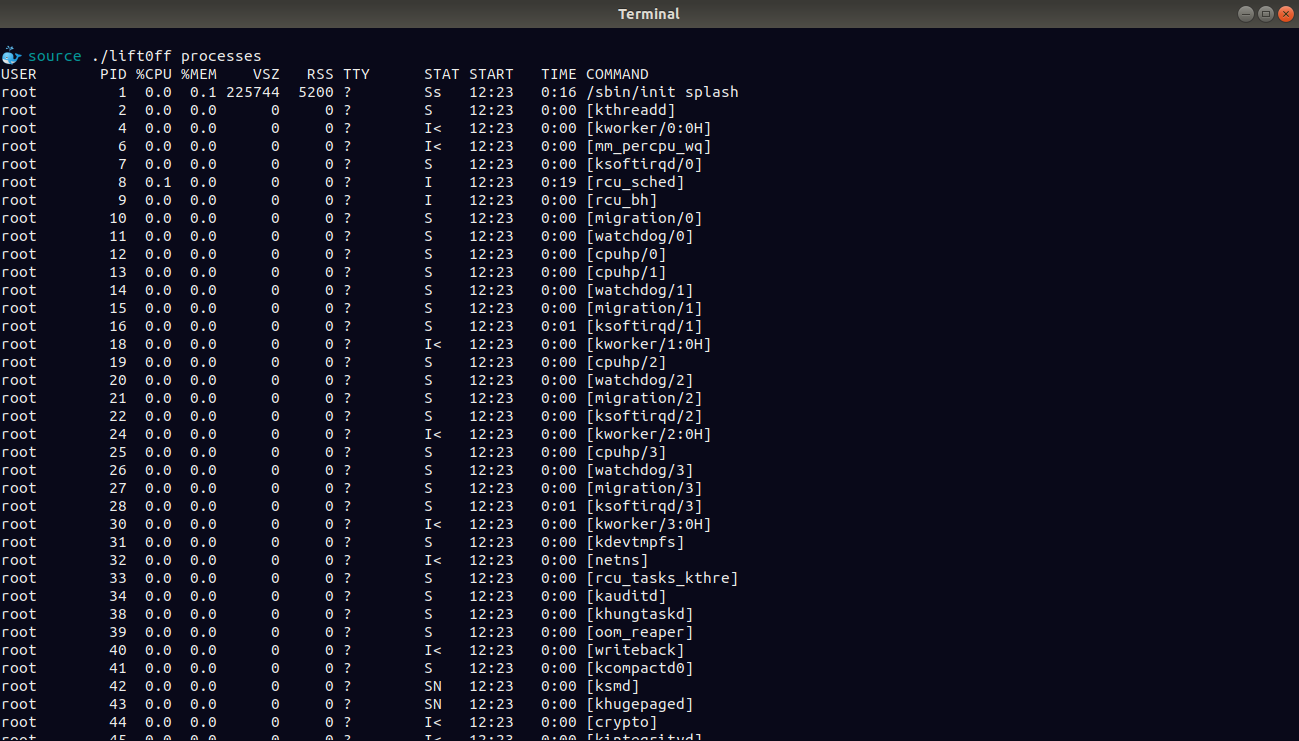 Terminal
source ./lift0ff processes
USER       PID %CPU %MEM    VSZ   RSS TTY      STAT START   TIME COMMAND
root         1  0.0  0.1 225744  5200 ?        Ss   12:23   0:16 /sbin/init splash
root         2  0.0  0.0      0     0 ?        S    12:23   0:00 [kthreadd]
root         4  0.0  0.0      0     0 ?        I<   12:23   0:00 [kworker/0:0H]
root         6  0.0  0.0      0     0 ?        I<   12:23   0:00 [mm_percpu_wq]
root         7  0.0  0.0      0     0 ?        S    12:23   0:00 [ksoftirqd/0]
root         8  0.1  0.0      0     0 ?        I    12:23   0:19 [rcu_sched]
root         9  0.0  0.0      0     0 ?        I    12:23   0:00 [rcu_bh]
root        10  0.0  0.0      0     0 ?        S    12:23   0:00 [migration/0]
root        11  0.0  0.0      0     0 ?        S    12:23   0:00 [watchdog/0]
root        12  0.0  0.0      0     0 ?        S    12:23   0:00 [cpuhp/0]
root        13  0.0  0.0      0     0 ?        S    12:23   0:00 [cpuhp/1]
root        14  0.0  0.0      0     0 ?        S    12:23   0:00 [watchdog/1]
root        15  0.0  0.0      0     0 ?        S    12:23   0:00 [migration/1]
root        16  0.0  0.0      0     0 ?        S    12:23   0:01 [ksoftirqd/1]
root        18  0.0  0.0      0     0 ?        I<   12:23   0:00 [kworker/1:0H]
root        19  0.0  0.0      0     0 ?        S    12:23   0:00 [cpuhp/2]
root        20  0.0  0.0      0     0 ?        S    12:23   0:00 [watchdog/2]
root        21  0.0  0.0      0     0 ?        S    12:23   0:00 [migration/2]
root        22  0.0  0.0      0     0 ?        S    12:23   0:00 [ksoftirqd/2]
root        24  0.0  0.0      0     0 ?        I<   12:23   0:00 [kworker/2:0H]
root        25  0.0  0.0      0     0 ?        S    12:23   0:00 [cpuhp/3]
root        26  0.0  0.0      0     0 ?        S    12:23   0:00 [watchdog/3]
root        27  0.0  0.0      0     0 ?        S    12:23   0:00 [migration/3]
root        28  0.0  0.0      0     0 ?        S    12:23   0:01 [ksoftirqd/3]
root        30  0.0  0.0      0     0 ?        I<   12:23   0:00 [kworker/3:0H]
root        31  0.0  0.0      0     0 ?        S    12:23   0:00 [kdevtmpfs]
root        32  0.0  0.0      0     0 ?        I<   12:23   0:00 [netns]
root        33  0.0  0.0      0     0 ?        S    12:23   0:00 [rcu_tasks_kthre]
root        34  0.0  0.0      0     0 ?        S    12:23   0:00 [kauditd]
root        38  0.0  0.0      0     0 ?        S    12:23   0:00 [khungtaskd]
root        39  0.0  0.0      0     0 ?        S    12:23   0:00 [oom_reaper]
root        40  0.0  0.0      0     0 ?        I<   12:23   0:00 [writeback]
root        41  0.0  0.0      0     0 ?        S    12:23   0:00 [kcompactd0]
root        42  0.0  0.0      0     0 ?        SN   12:23   0:00 [ksmd]
root        43  0.0  0.0      0     0 ?        SN   12:23   0:00 [khugepaged]
root        44  0.0  0.0      0     0 ?        I<   12:23   0:00 [crypto]
root        45  0.0  0.0      0     0 ?        I<   12:23   0:00 [kintegrityd]